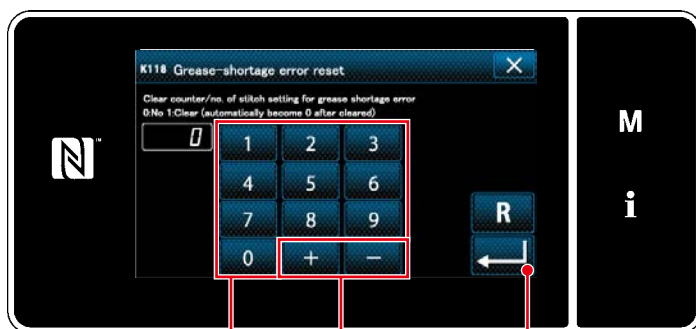 K118 Grease-shortage error reset
Clear counter/no. of stitch setting for grease shortage error
0:No 1:Clear (automatically become 0 after cleared)
0
1 2 3
4 5 6
7 8 9
0 + −
R
M
i